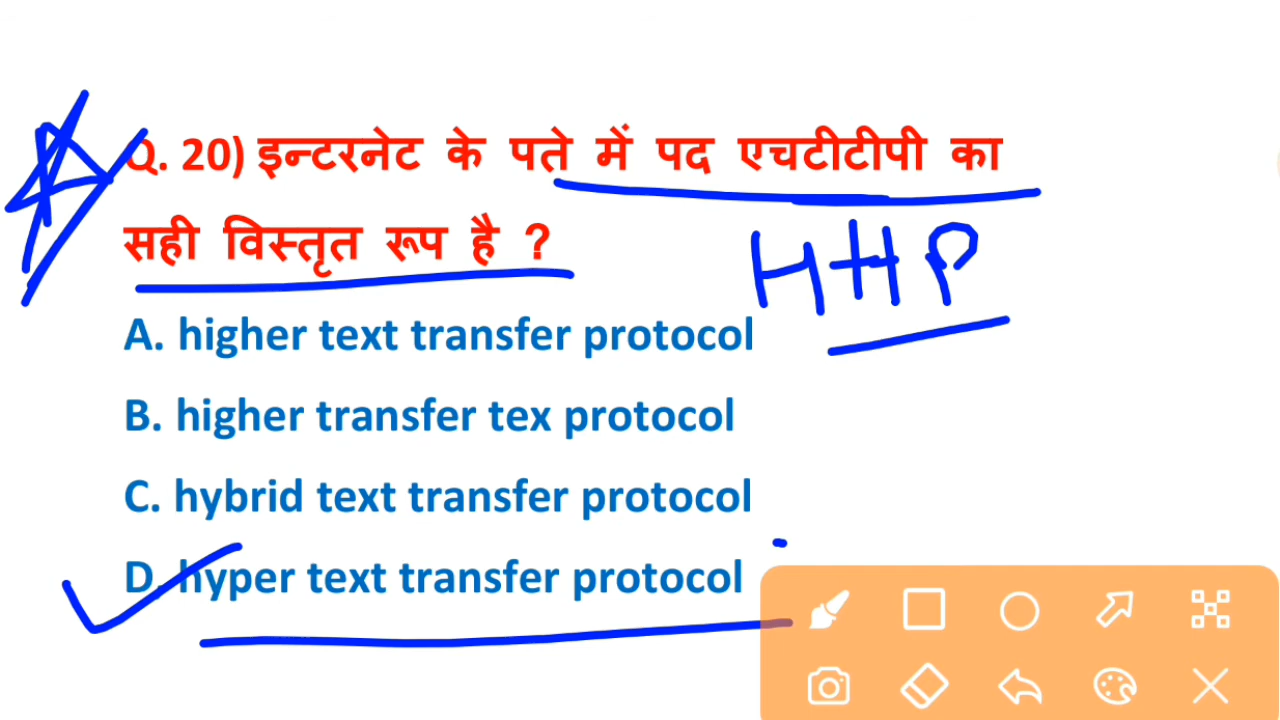 Q. 20) इन्टरनेट के पते में पद एचटीटीपी का
सही विस्तृत रूप है ?
HttP
A. higher text transfer protocol
B. higher transfer tex protocol
C. hybrid text transfer protocol
D. hyper text transfer protocol